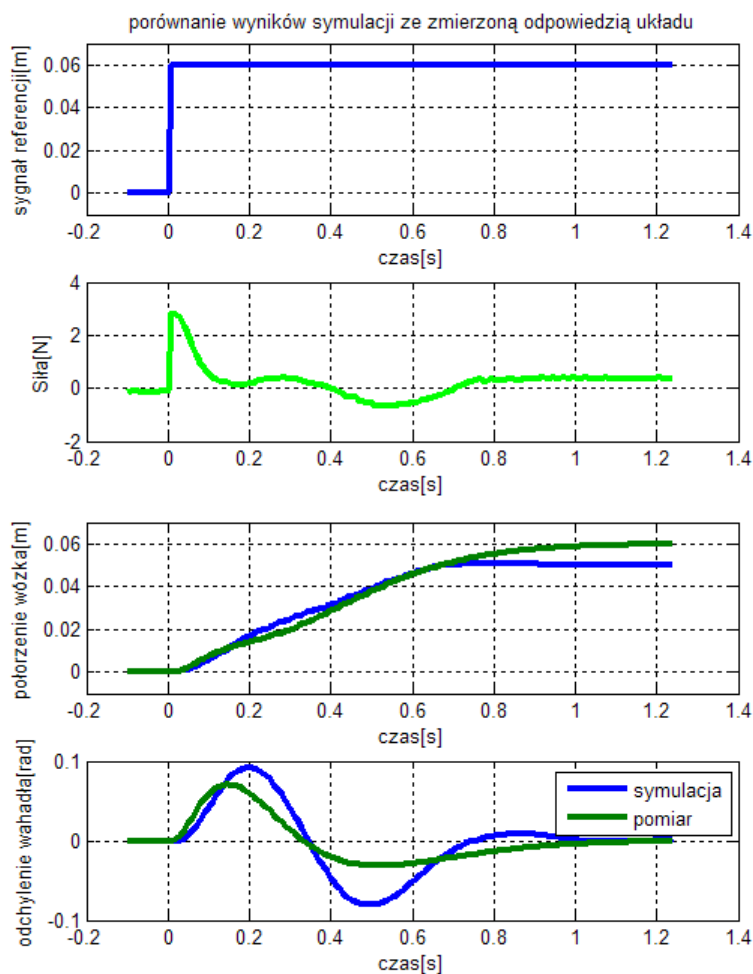 porównanie wyników symulacji ze zmierzoną odpowiedzią układu
sygnał referencji[m]
0.06
0.04
0.02
0
-0.2 0 0.2 0.4 0.6 0.8 1 1.2 1.4
czas[s]
Siła[N]
4
2
0
-2
-0.2 0 0.2 0.4 0.6 0.8 1 1.2 1.4
czas[s]
połorzenie wózka[m]
0.06
0.04
0.02
0
-0.2 0 0.2 0.4 0.6 0.8 1 1.2 1.4
czas[s]
odchylenie wahadła[rad]
0.1
0
-0.1
symulacja
pomiar
-0.2 0 0.2 0.4 0.6 0.8 1 1.2 1.4
czas[s]